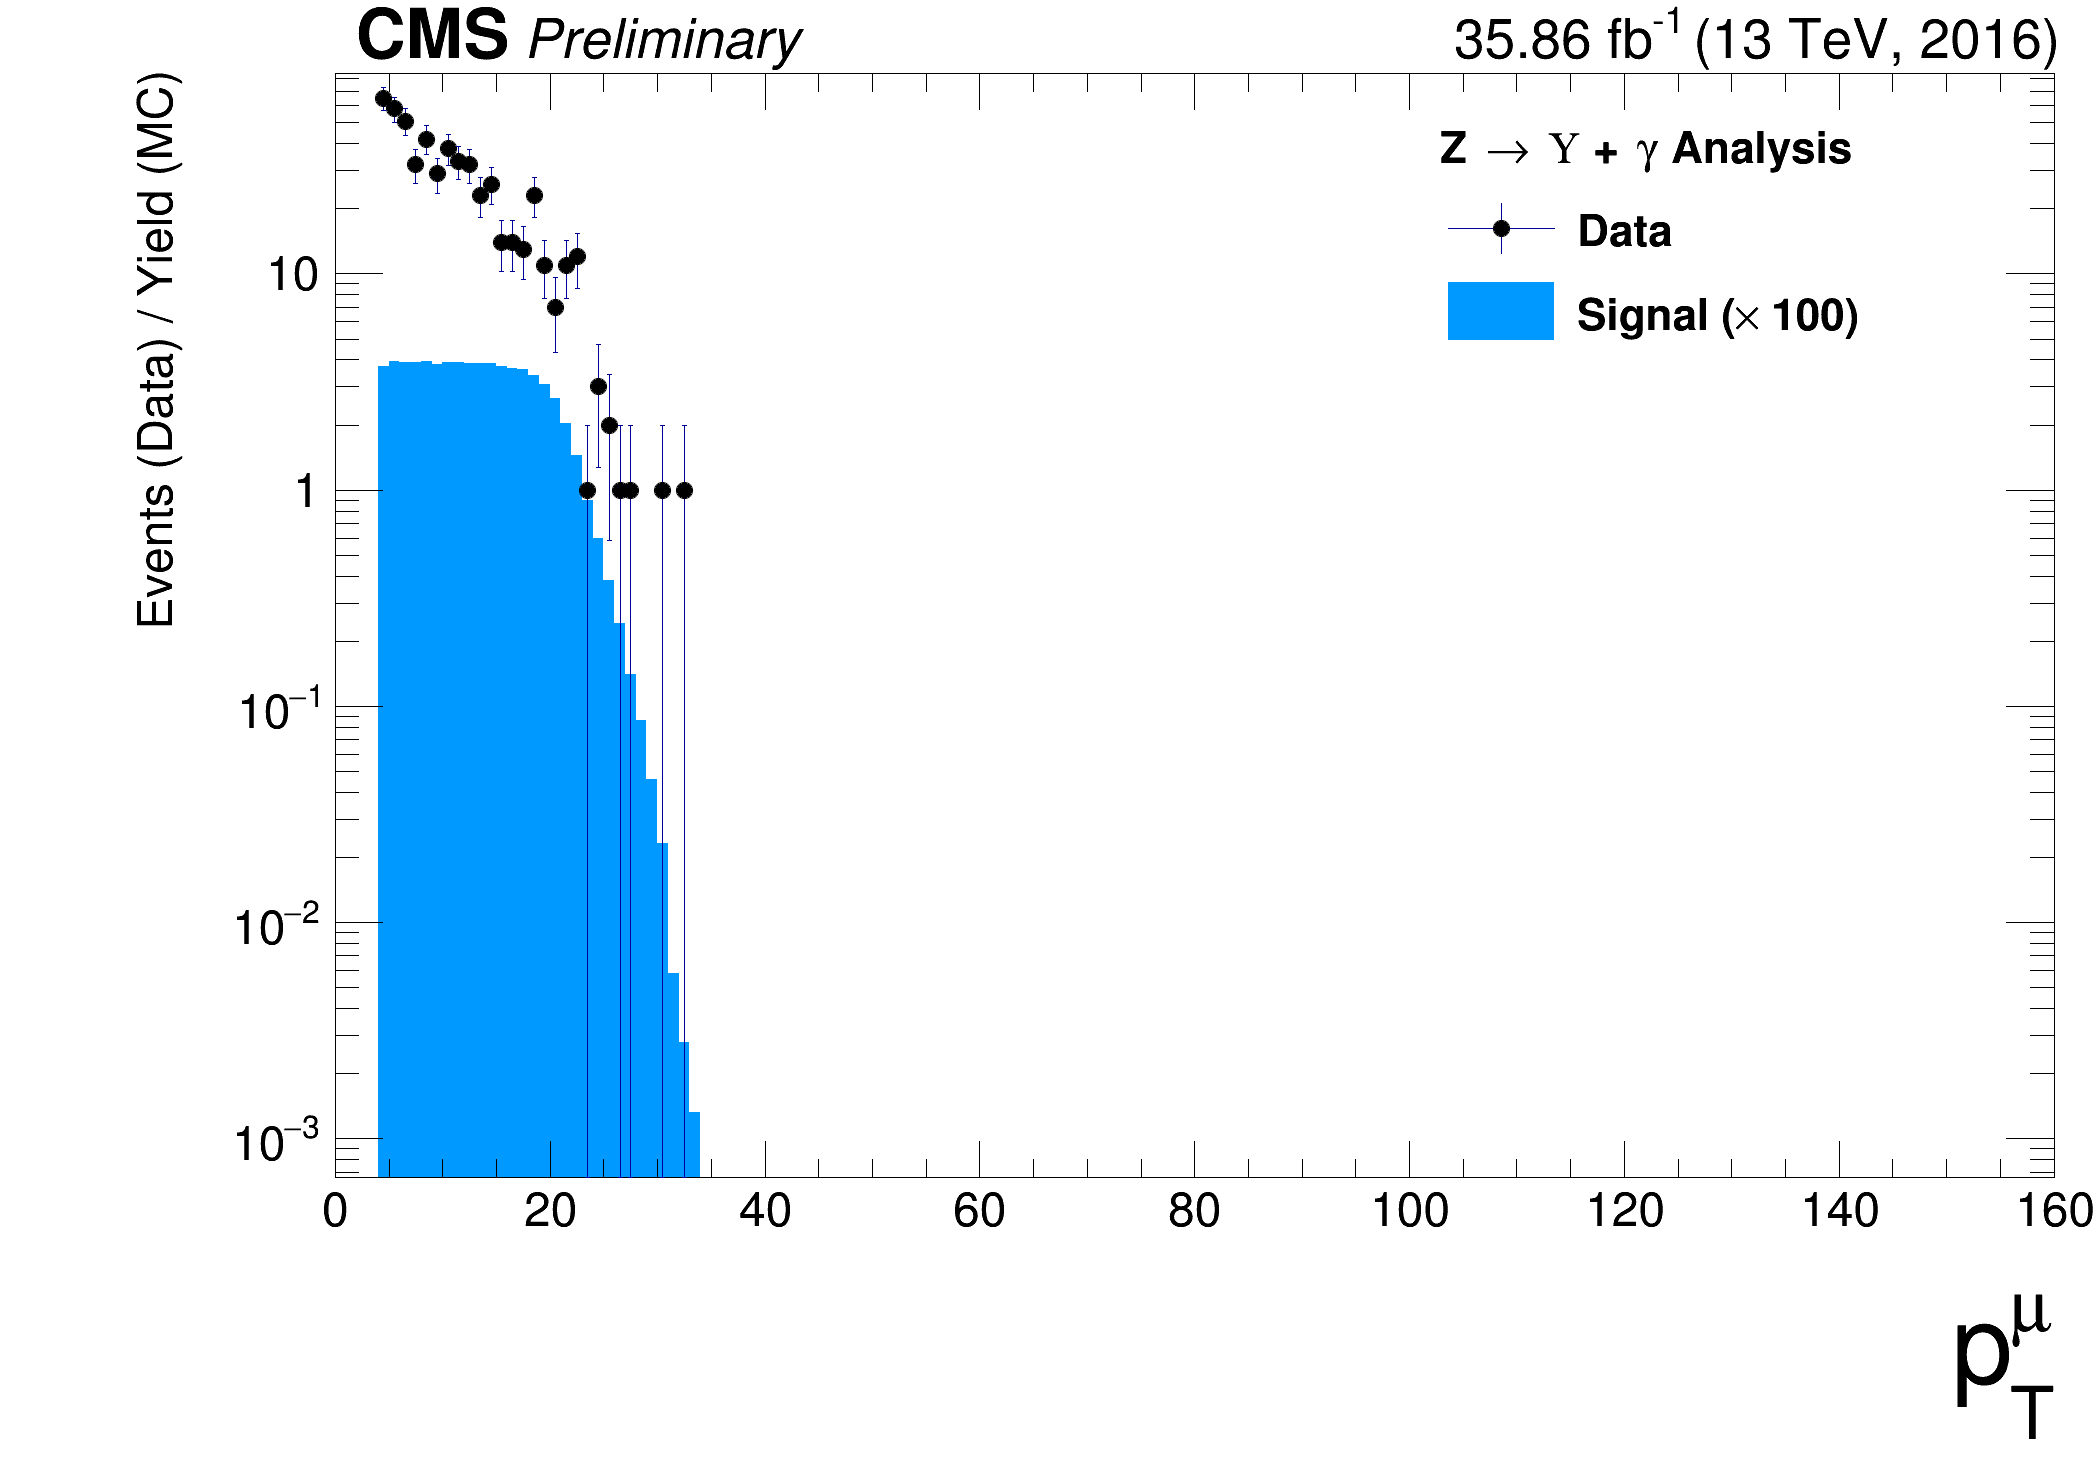 CMS Preliminary
35.86 fb⁻¹ (13 TeV, 2016)
Events (Data) / Yield (MC)
Z → Υ + γ Analysis
Data
Signal (× 100)
10
1
10⁻¹
10⁻²
10⁻³
0 20 40 60 80 100 120 140 160
p_T^μ